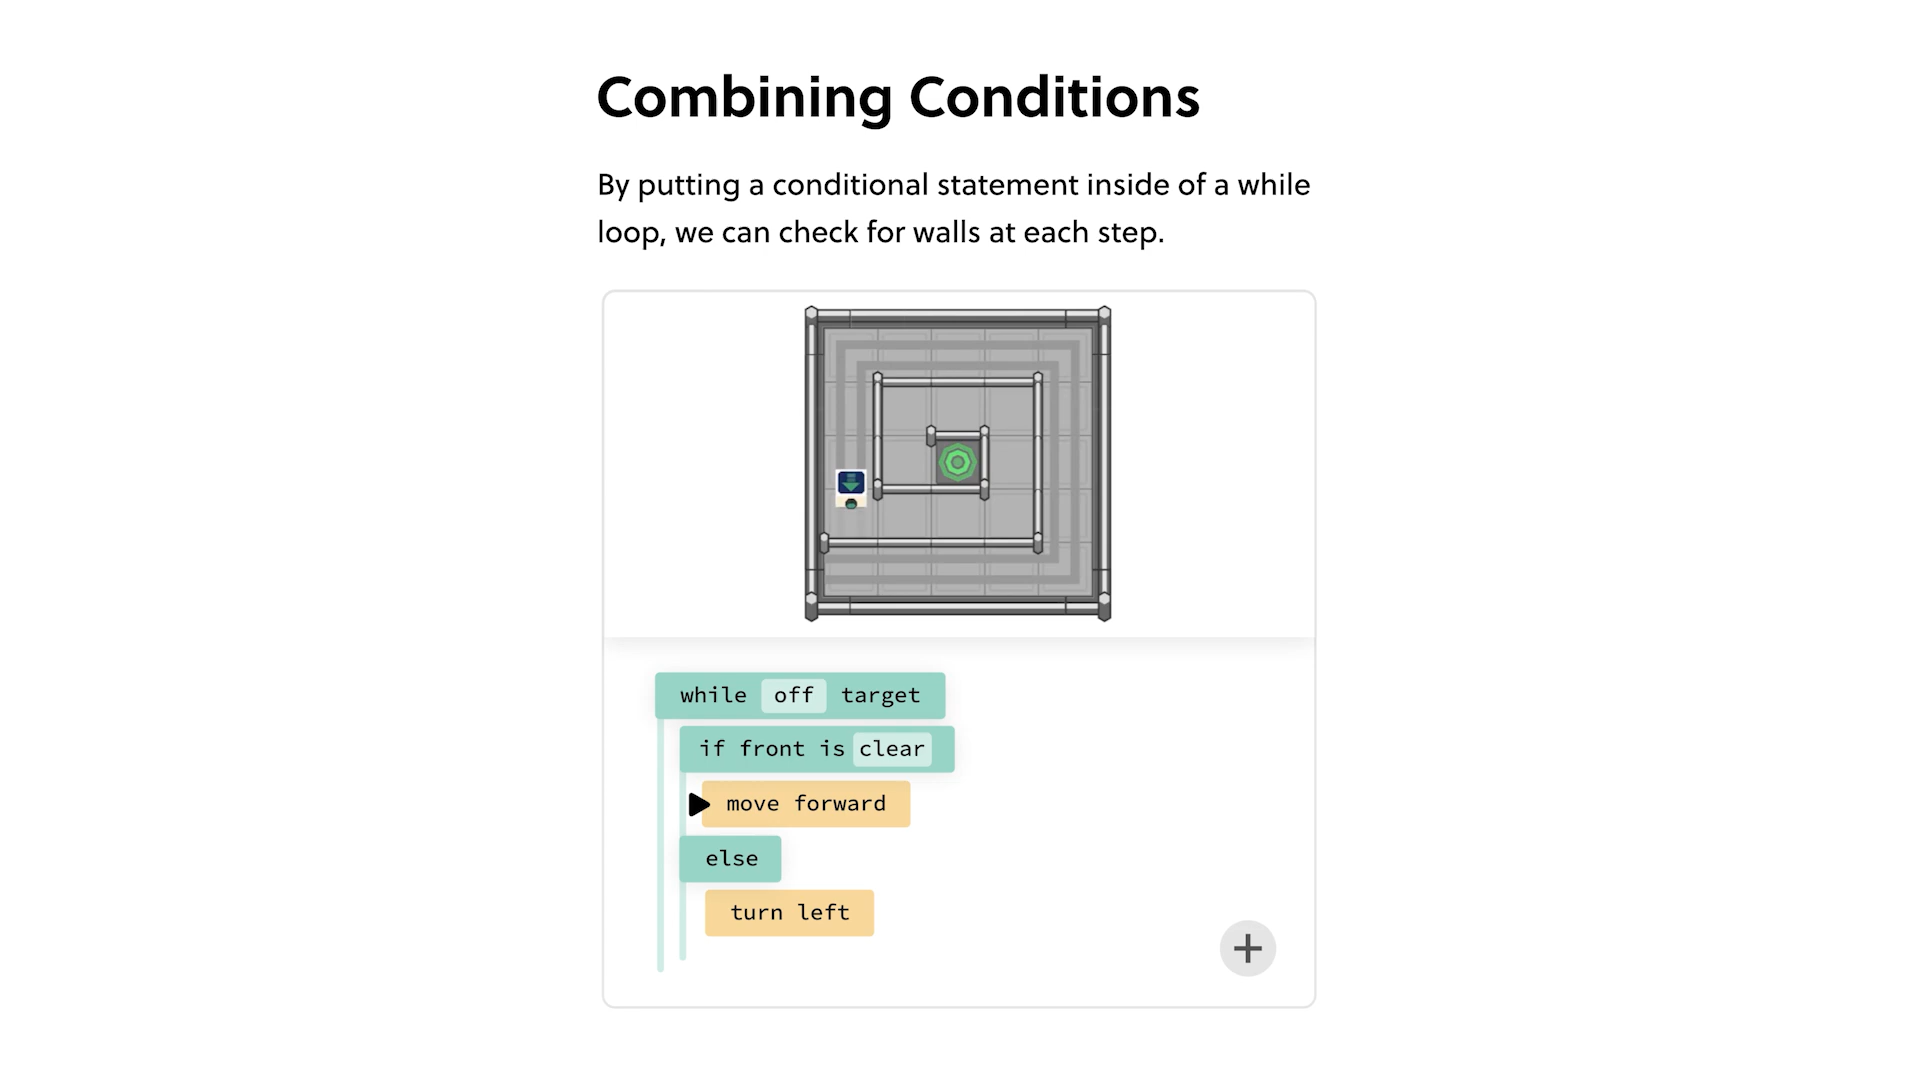 Combining Conditions
By putting a conditional statement inside of a while
loop, we can check for walls at each step.
while off target
if front is clear
move forward
else
turn left